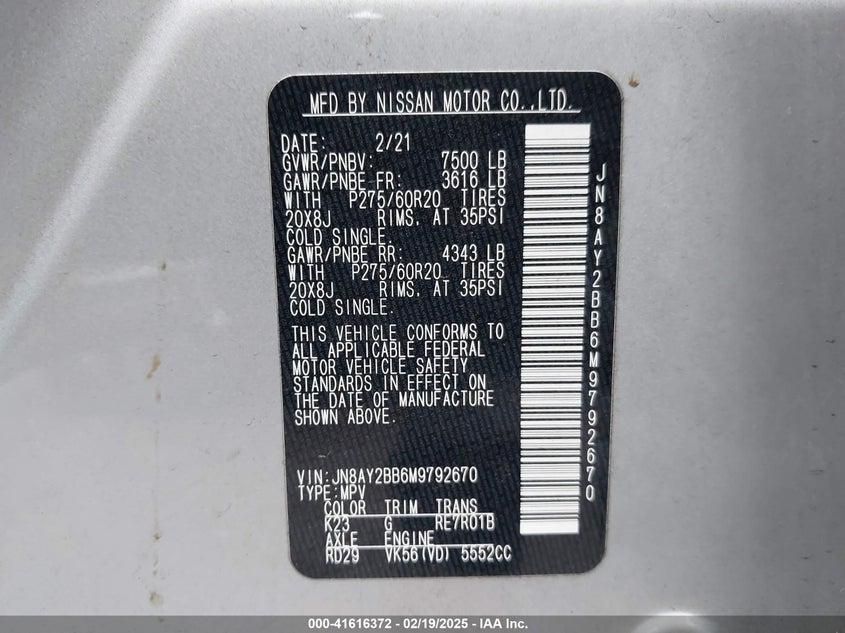 MFD BY NISSAN MOTOR CO.,LTD.
DATE: 2/21
GVWR/PNBV: 7500 LB
GAWR/PNBE FR: 3616 LB
WITH P275/60R20 TIRES
20X8J RIMS, AT 35PSI
COLD SINGLE.
GAWR/PNBE RR: 4343 LB
WITH P275/60R20 TIRES
20X8J RIMS, AT 35PSI
COLD SINGLE.
THIS VEHICLE CONFORMS TO
ALL APPLICABLE FEDERAL
MOTOR VEHICLE SAFETY
STANDARDS IN EFFECT ON
THE DATE OF MANUFACTURE
SHOWN ABOVE.
VIN:JN8AY2BB6M9792670
TYPE:MPV
COLOR TRIM TRANS
K23 G RE7R01B
AXLE ENGINE
RD29 VK56(VD) 5552CC
JN8AY2BB6M9792670
000-41616372 - 02/19/2025 - IAA Inc.